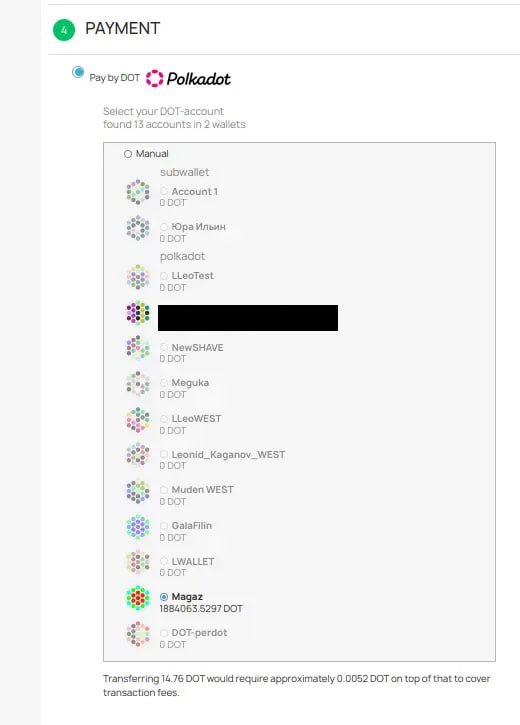 4 PAYMENT
Pay by DOT Polkadot
Select your DOT-account
found 13 accounts in 2 wallets
Manual
subwallet
Account 1
0 DOT
Юра Ильин
0 DOT
polkadot
LLeoTest
0 DOT
NewSHAVE
0 DOT
Meguka
0 DOT
LLeoWEST
0 DOT
Leonid_Kaganov_WEST
0 DOT
Muden WEST
0 DOT
GalaFilin
0 DOT
LWALLET
0 DOT
Magaz
1884063.5297 DOT
DOT-perdot
0 DOT
Transferring 14.76 DOT would require approximately 0.0052 DOT on top of that to cover
transaction fees.